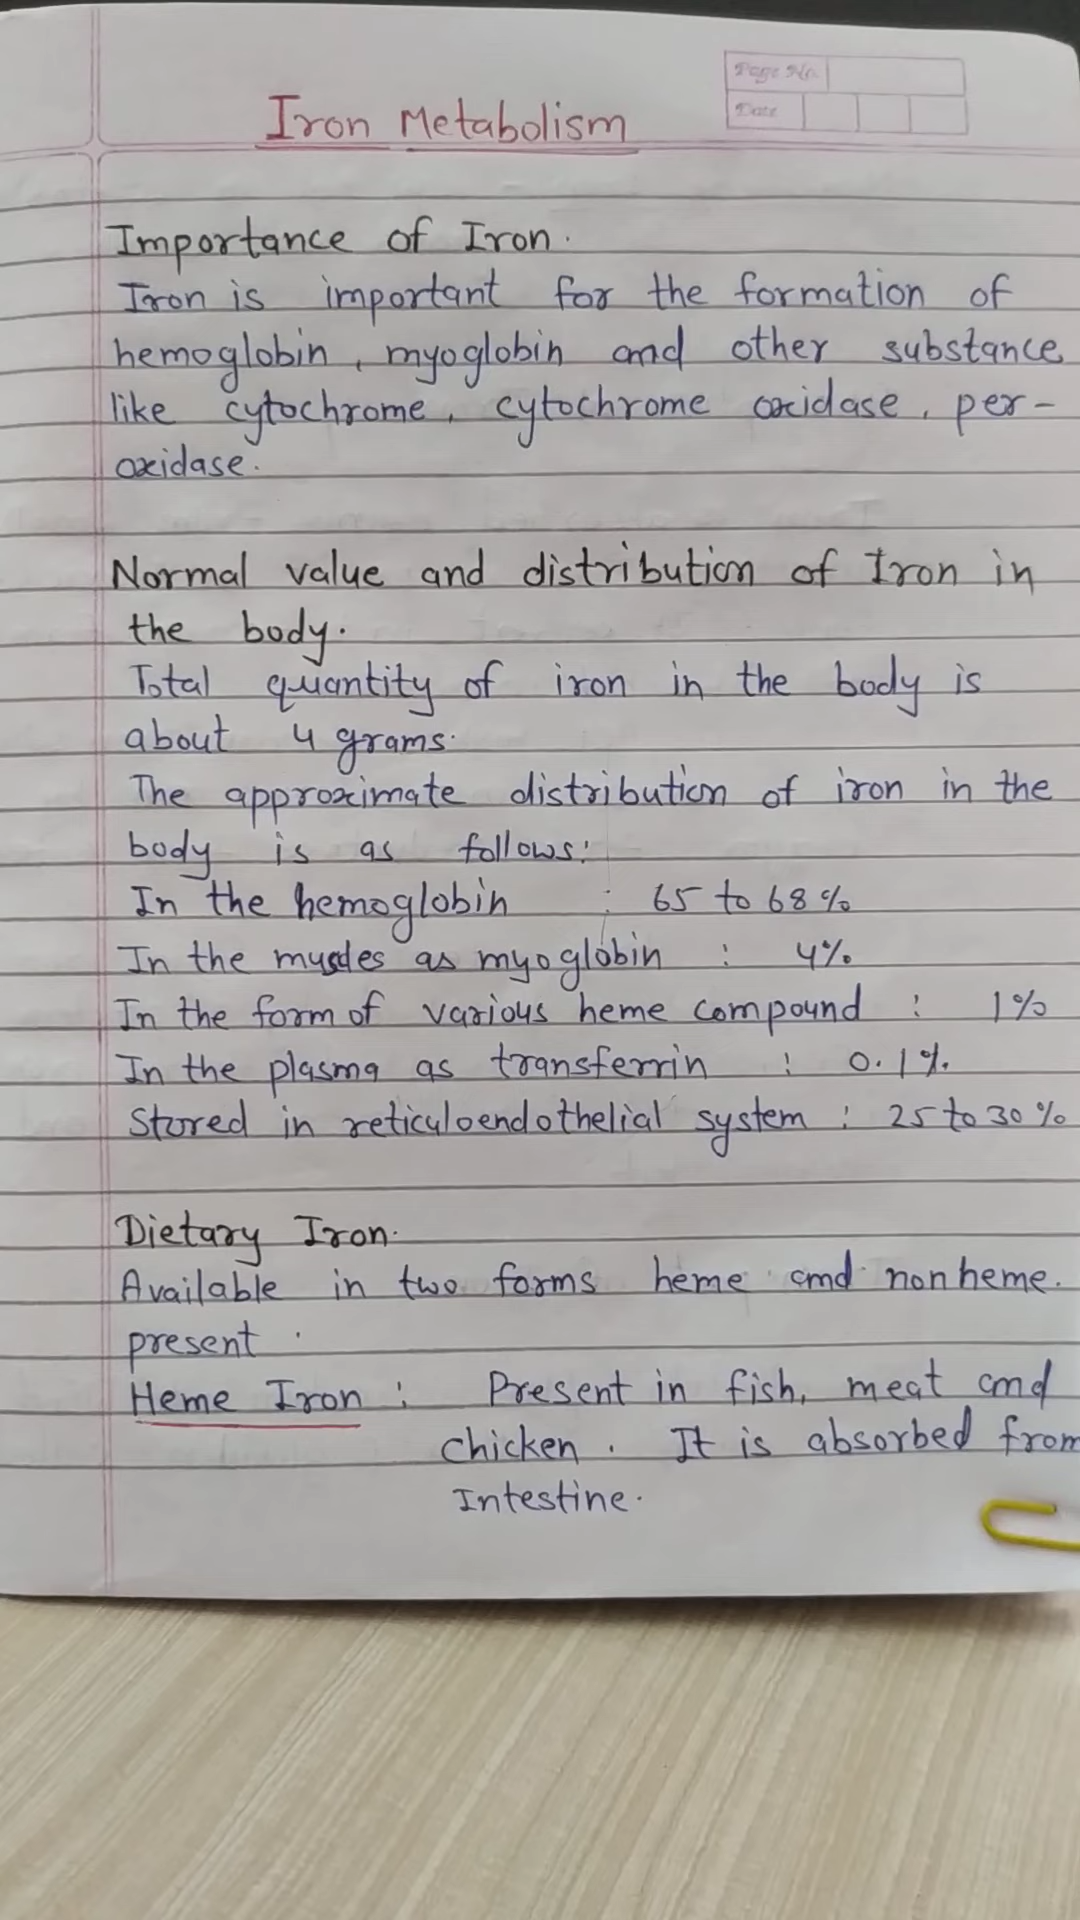 Page No.
Date
Iron Metabolism
Importance of Iron.
Iron is important for the formation of
hemoglobin, myoglobin and other substance
like cytochrome, cytochrome oxidase, per-
oxidase.
Normal value and distribution of Iron in
the body.
Total quantity of iron in the body is
about 4 grams.
The approximate distribution of iron in the
body is as follows:
In the hemoglobin : 65 to 68%
In the muscles as myoglobin : 4%
In the form of various heme compound : 1%
In the plasma as transferrin : 0.1%
Stored in reticuloendothelial system : 25 to 30%
Dietary Iron.
Available in two forms heme and nonheme.
present .
Heme Iron : Present in fish, meat and
chicken. It is absorbed from
Intestine.